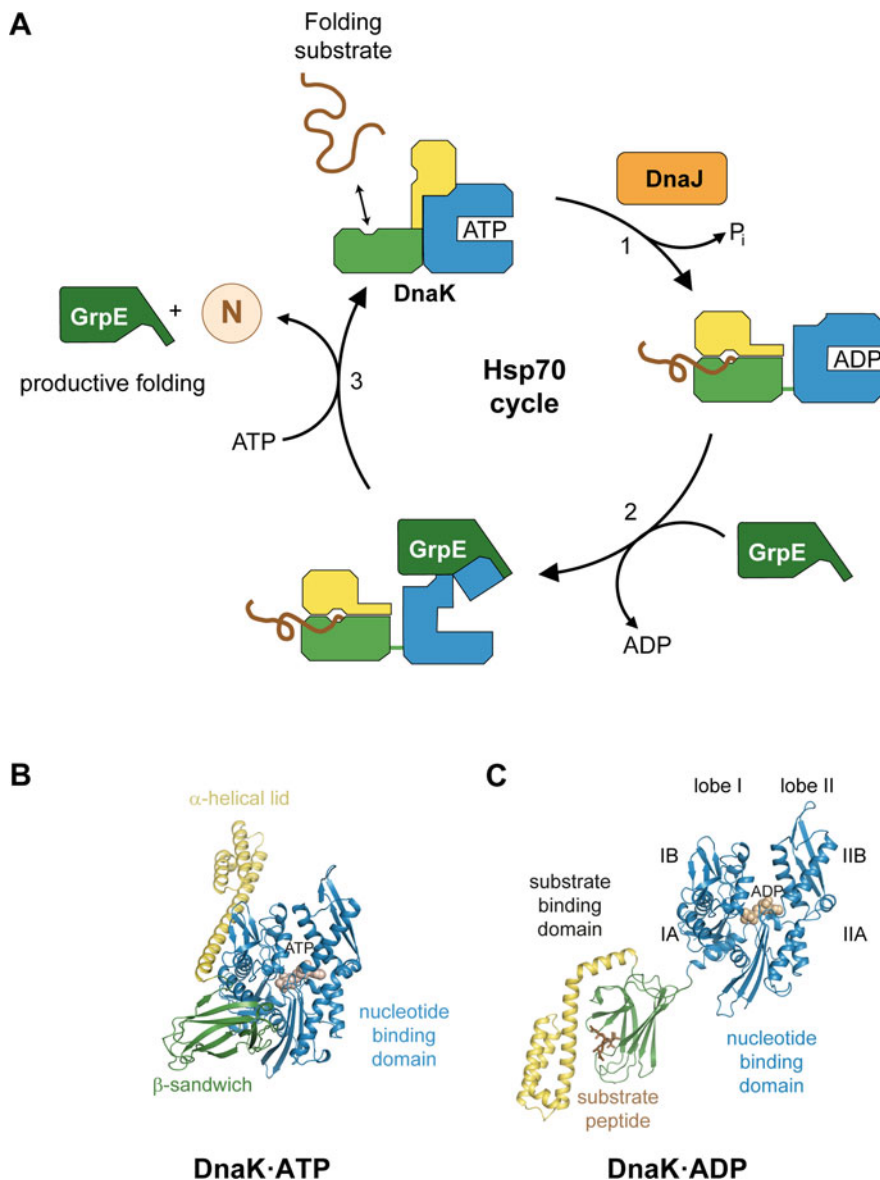 A
Folding
substrate
DnaJ
ATP
1
Pi
DnaK
GrpE + N
productive folding
Hsp70
cycle
ADP
3
ATP
2
GrpE
GrpE
ADP
B
α-helical lid
ATP
nucleotide
binding
domain
β-sandwich
DnaK·ATP
C
lobe I lobe II
IB IIB
substrate
binding
domain
ADP
IA IIA
nucleotide
binding
domain
substrate
peptide
DnaK·ADP